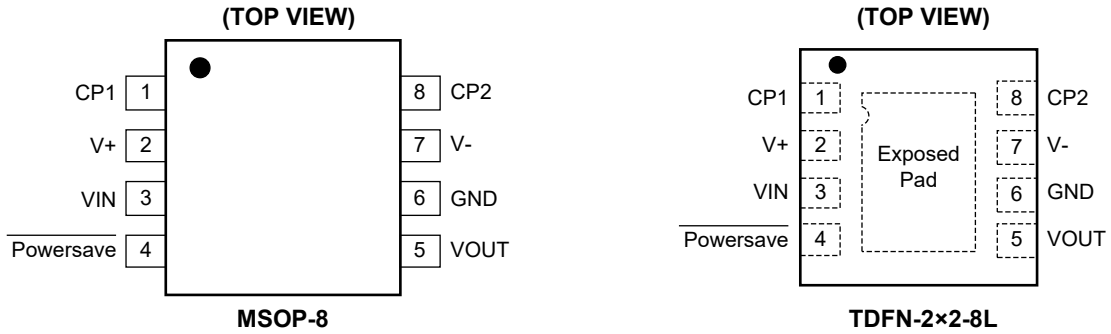 (TOP VIEW)
CP1 1 8 CP2
V+ 2 7 V-
VIN 3 6 GND
Powersave 4 5 VOUT
MSOP-8
(TOP VIEW)
CP1 1 8 CP2
V+ 2 7 V-
Exposed
Pad
VIN 3 6 GND
Powersave 4 5 VOUT
TDFN-2×2-8L